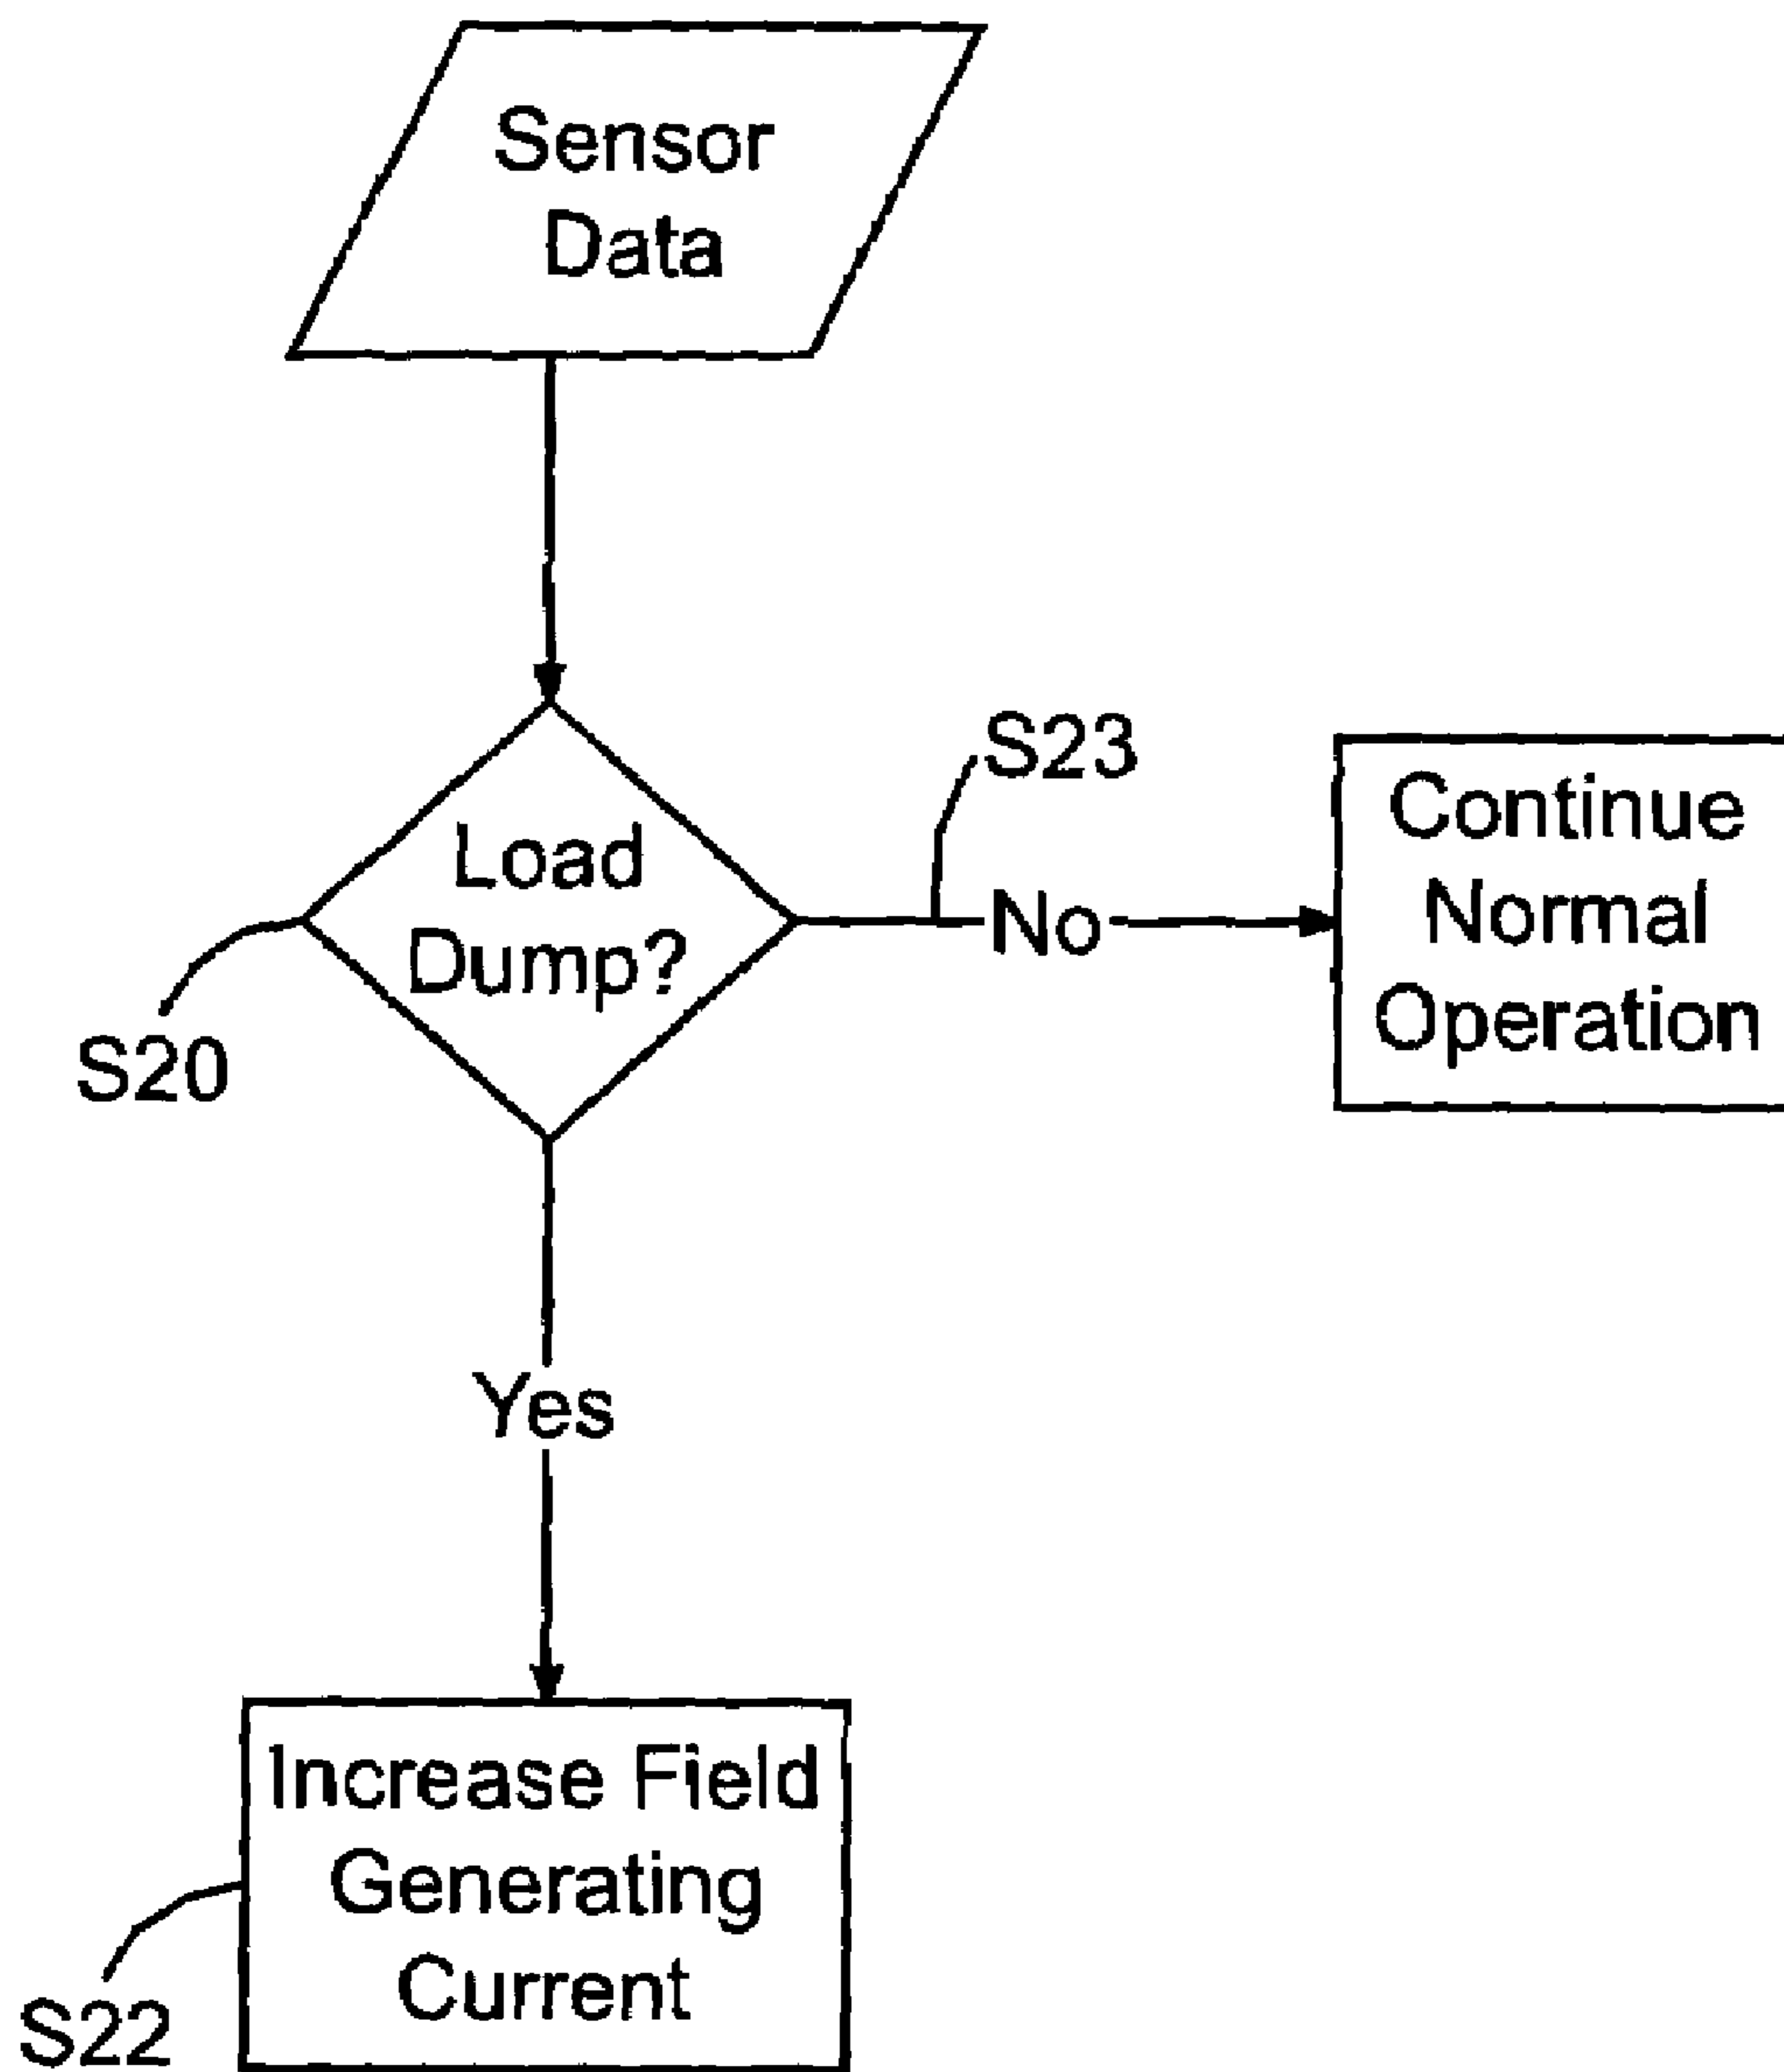 Sensor
Data
S23
Load
Dump?
No
Continue
Normal
Operation
S20
Yes
Increase Field
Generating
Current
S22